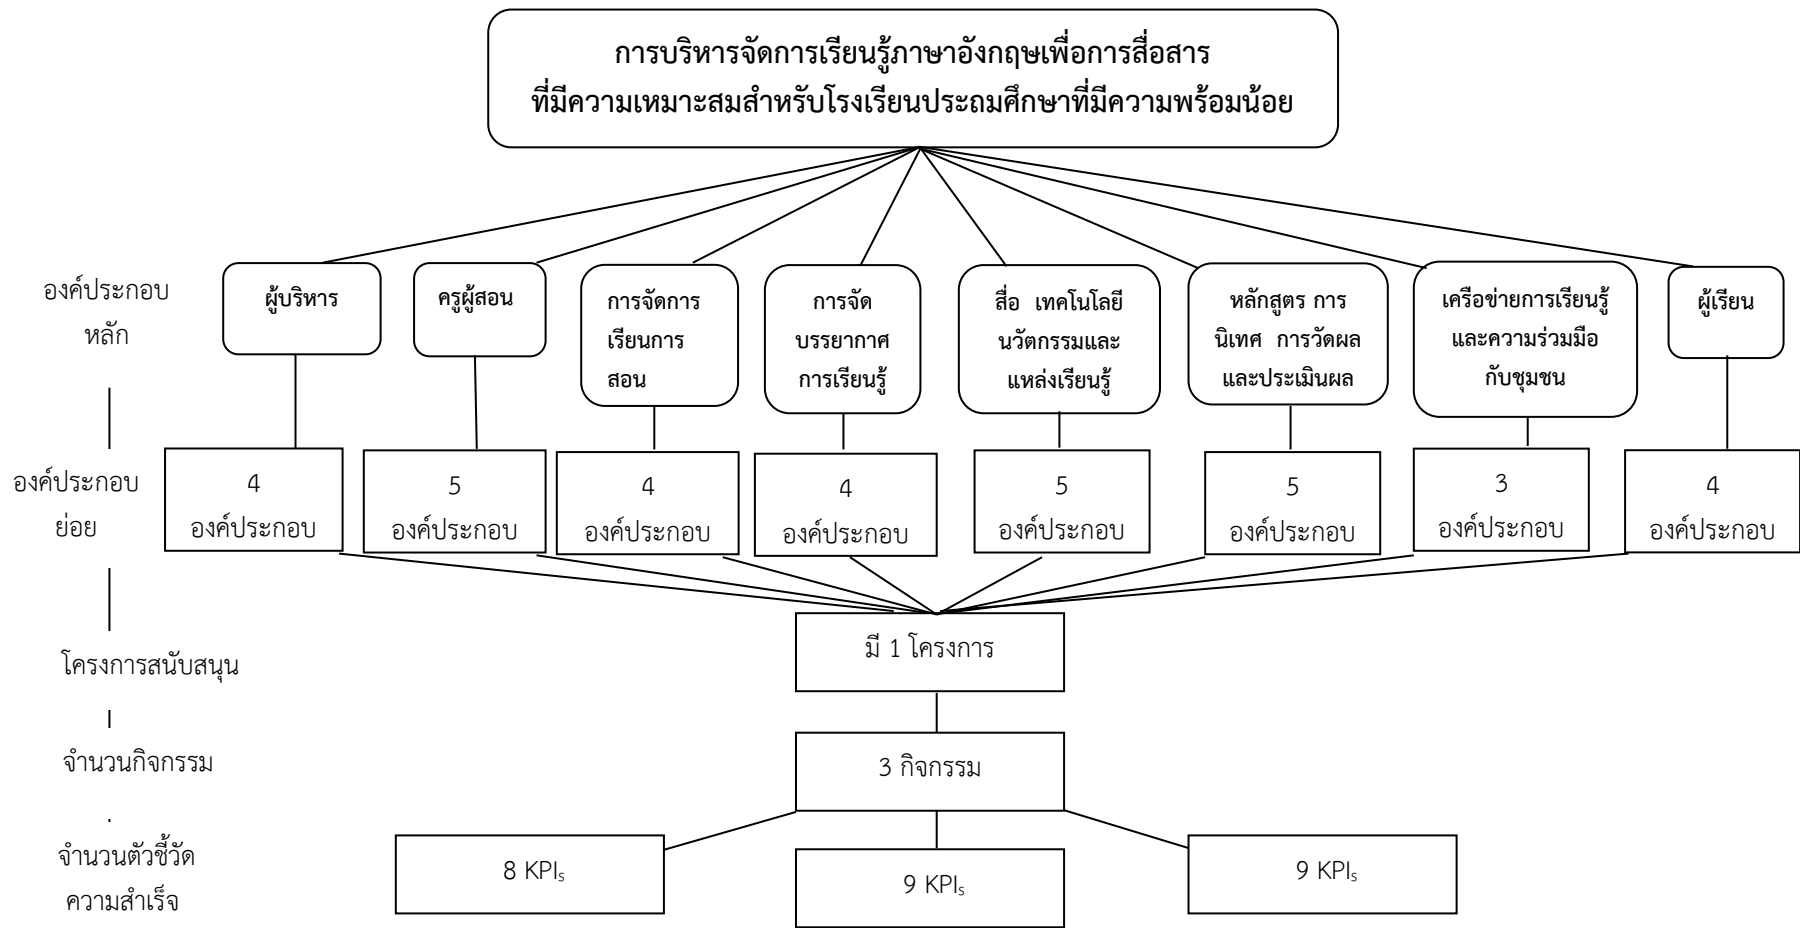 การบริหารจัดการเรียนรู้ภาษาอังกฤษเพื่อการสื่อสาร
ที่มีความเหมาะสมสำหรับโรงเรียนประถมศึกษาที่มีความพร้อมน้อย
องค์ประกอบ
หลัก
ผู้บริหาร
ครูผู้สอน
การจัดการ
เรียนการ
สอน
การจัด
บรรยากาศ
การเรียนรู้
สื่อ เทคโนโลยี
นวัตกรรมและ
แหล่งเรียนรู้
หลักสูตร การ
นิเทศ การวัดผล
และประเมินผล
เครือข่ายการเรียนรู้
และความร่วมมือ
กับชุมชน
ผู้เรียน
องค์ประกอบ
ย่อย
4
องค์ประกอบ
5
องค์ประกอบ
4
องค์ประกอบ
4
องค์ประกอบ
5
องค์ประกอบ
5
องค์ประกอบ
3
องค์ประกอบ
4
องค์ประกอบ
โครงการสนับสนุน
มี 1 โครงการ
จำนวนกิจกรรม
3 กิจกรรม
จำนวนตัวชี้วัด
ความสำเร็จ
8 KPIs
9 KPIs
9 KPIs